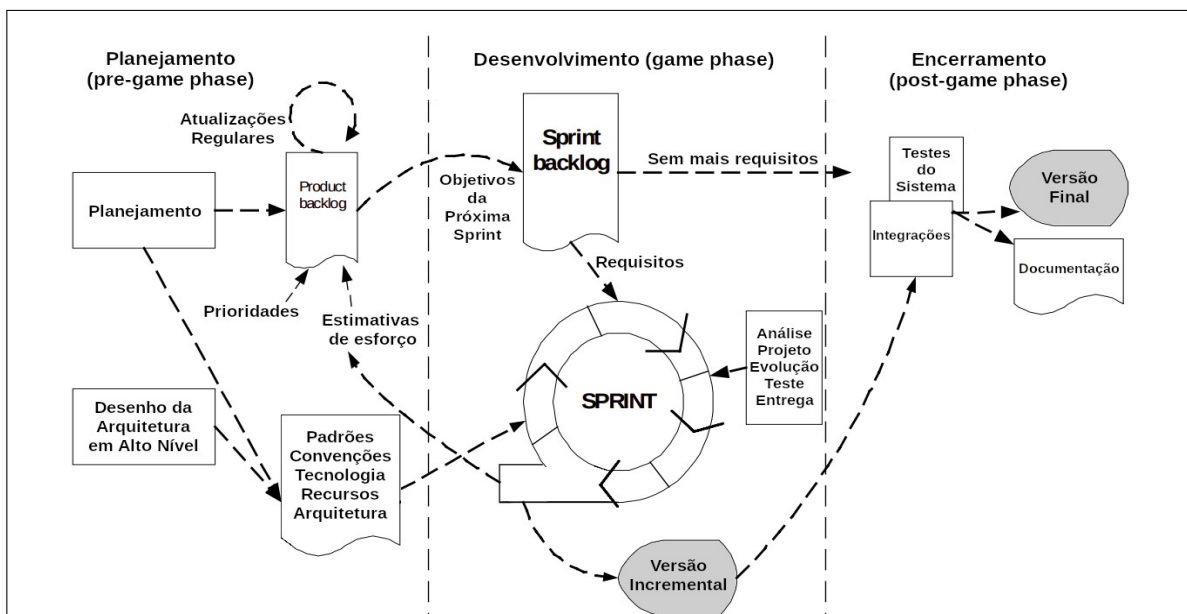 Planejamento
(pre-game phase)
Desenvolvimento (game phase)
Encerramento
(post-game phase)
Atualizações
Regulares
Planejamento
Product
backlog
Prioridades
Estimativas
de esforço
Desenho da
Arquitetura
em Alto Nível
Padrões
Convenções
Tecnologia
Recursos
Arquitetura
Objetivos
da
Próxima
Sprint
Sprint
backlog
Sem mais requisitos
Requisitos
SPRINT
Análise
Projeto
Evolução
Teste
Entrega
Versão
Incremental
Testes
do
Sistema
Integrações
Versão
Final
Documentação